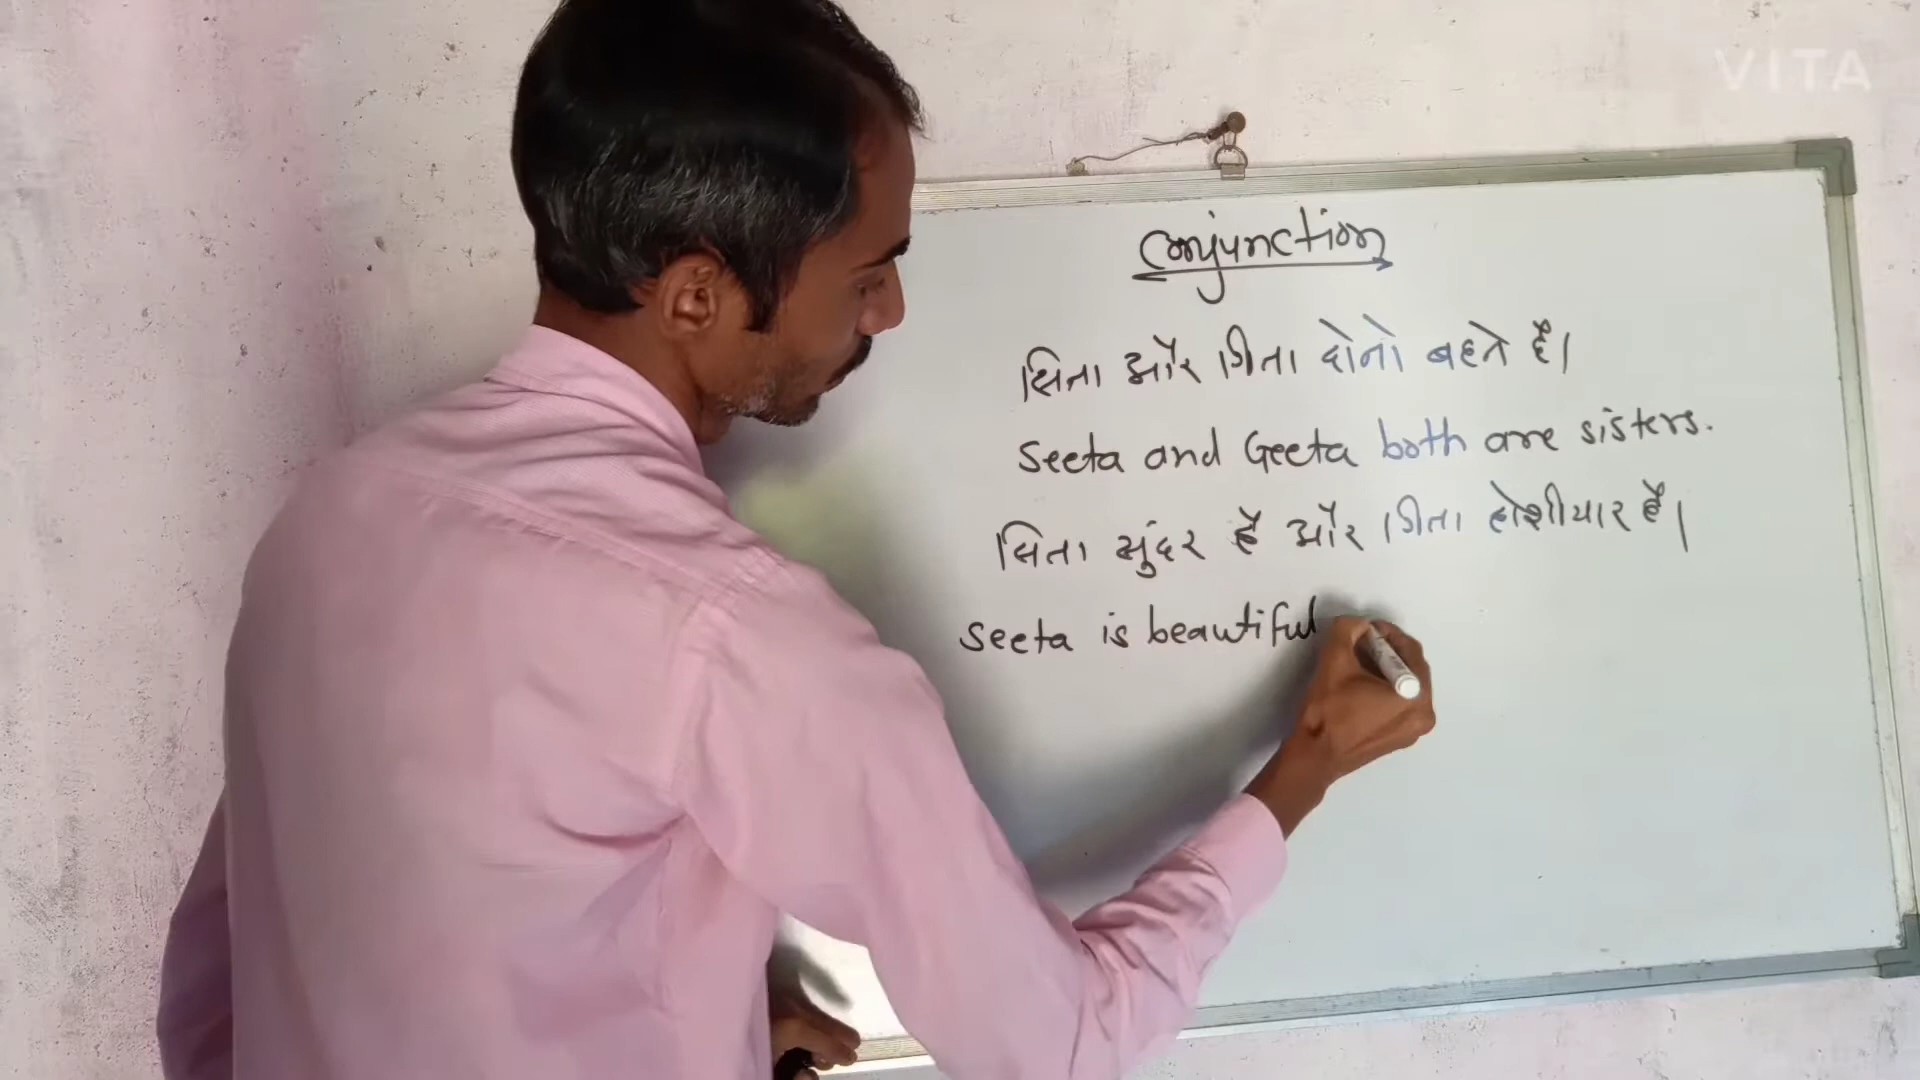 VITA
Conjunction
सिता और गिता दोनो बहने है।
Seeta and Geeta both are sisters.
सिता सुंदर है और गिता होशीयार है।
Seeta is beautiful